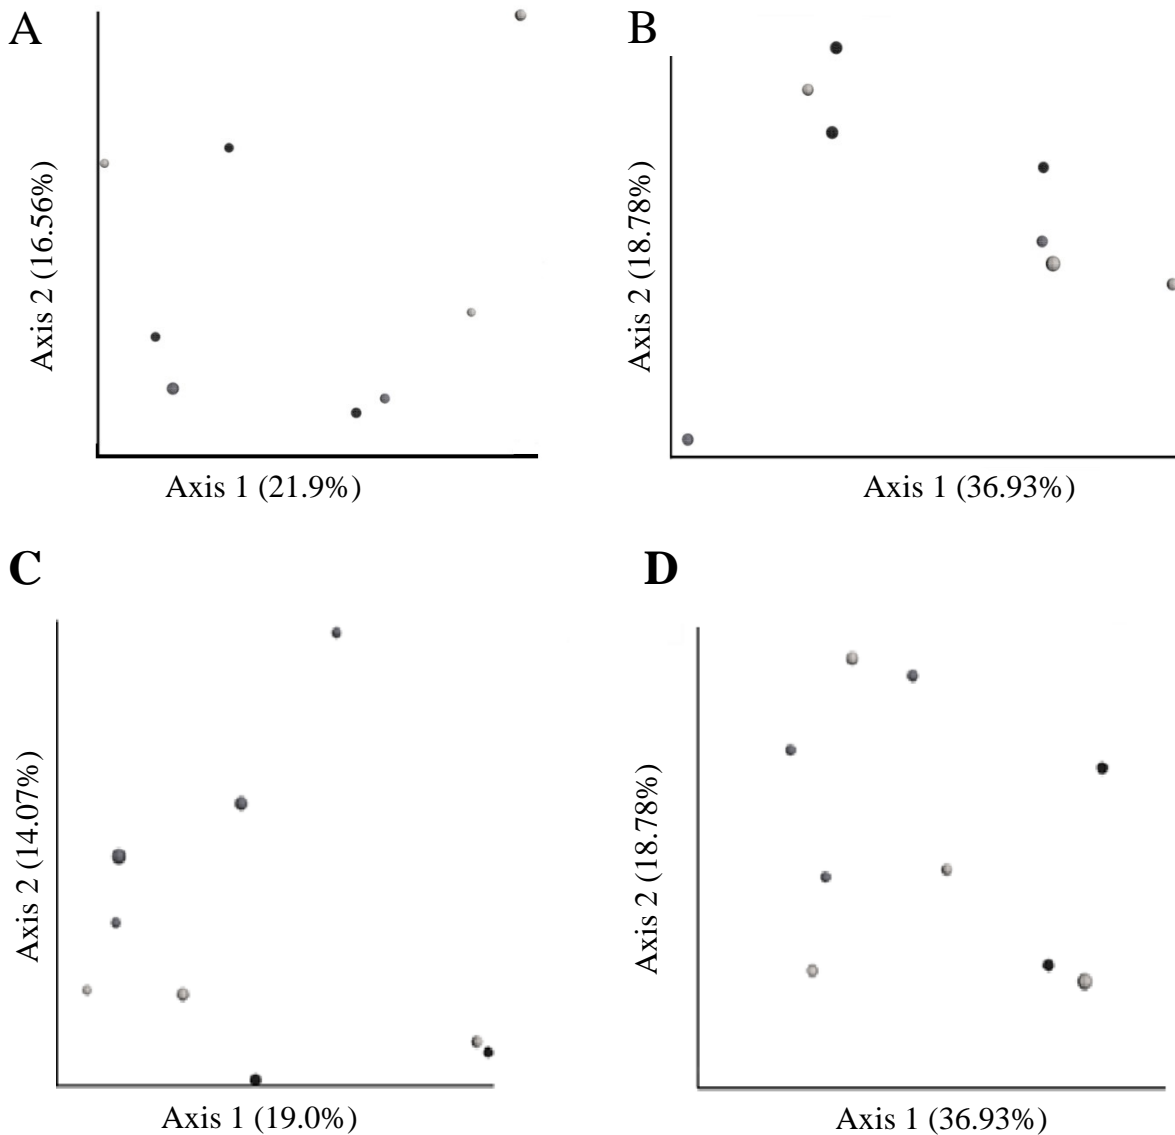 A
B
Axis 2 (16.56%)
Axis 2 (18.78%)
Axis 1 (21.9%)
Axis 1 (36.93%)
C
D
Axis 2 (14.07%)
Axis 2 (18.78%)
Axis 1 (19.0%)
Axis 1 (36.93%)